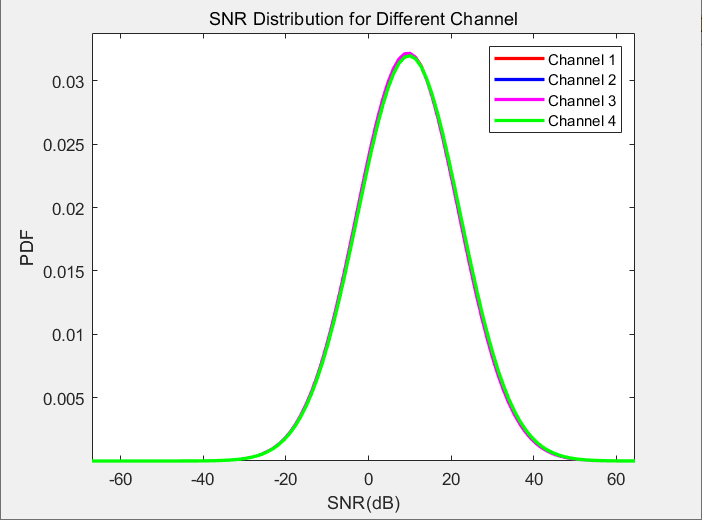 SNR Distribution for Different Channel
Channel 1
Channel 2
Channel 3
Channel 4
0.03
0.025
0.02
0.015
0.01
0.005
PDF
-60 -40 -20 0 20 40 60
SNR(dB)